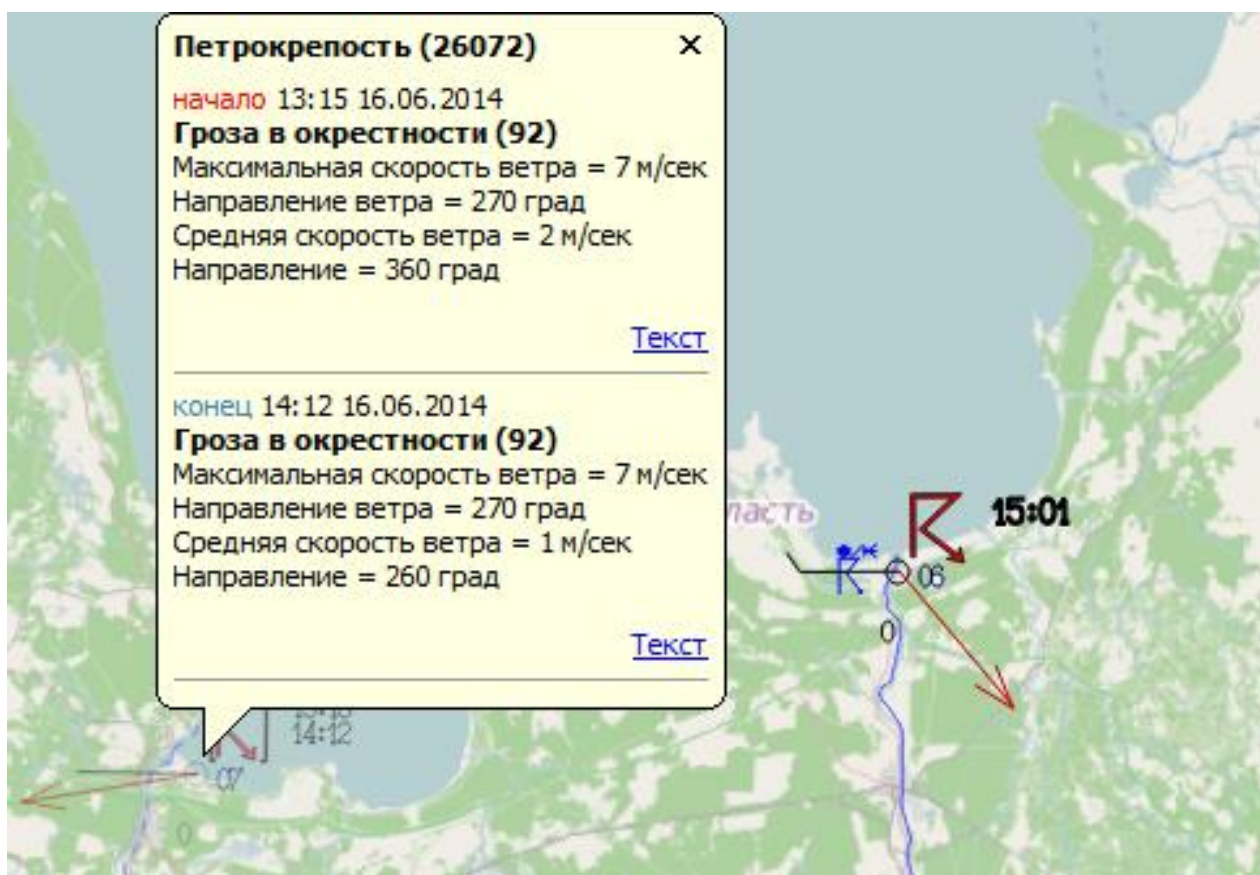 Петрокрепость (26072)
начало 13:15 16.06.2014
Гроза в окрестности (92)
Максимальная скорость ветра = 7 м/сек
Направление ветра = 270 град
Средняя скорость ветра = 2 м/сек
Направление = 360 град
Текст
конец 14:12 16.06.2014
Гроза в окрестности (92)
Максимальная скорость ветра = 7 м/сек
Направление ветра = 270 град
Средняя скорость ветра = 1 м/сек
Направление = 260 град
Текст
ласть
15:01
06
0
14:12
07
0